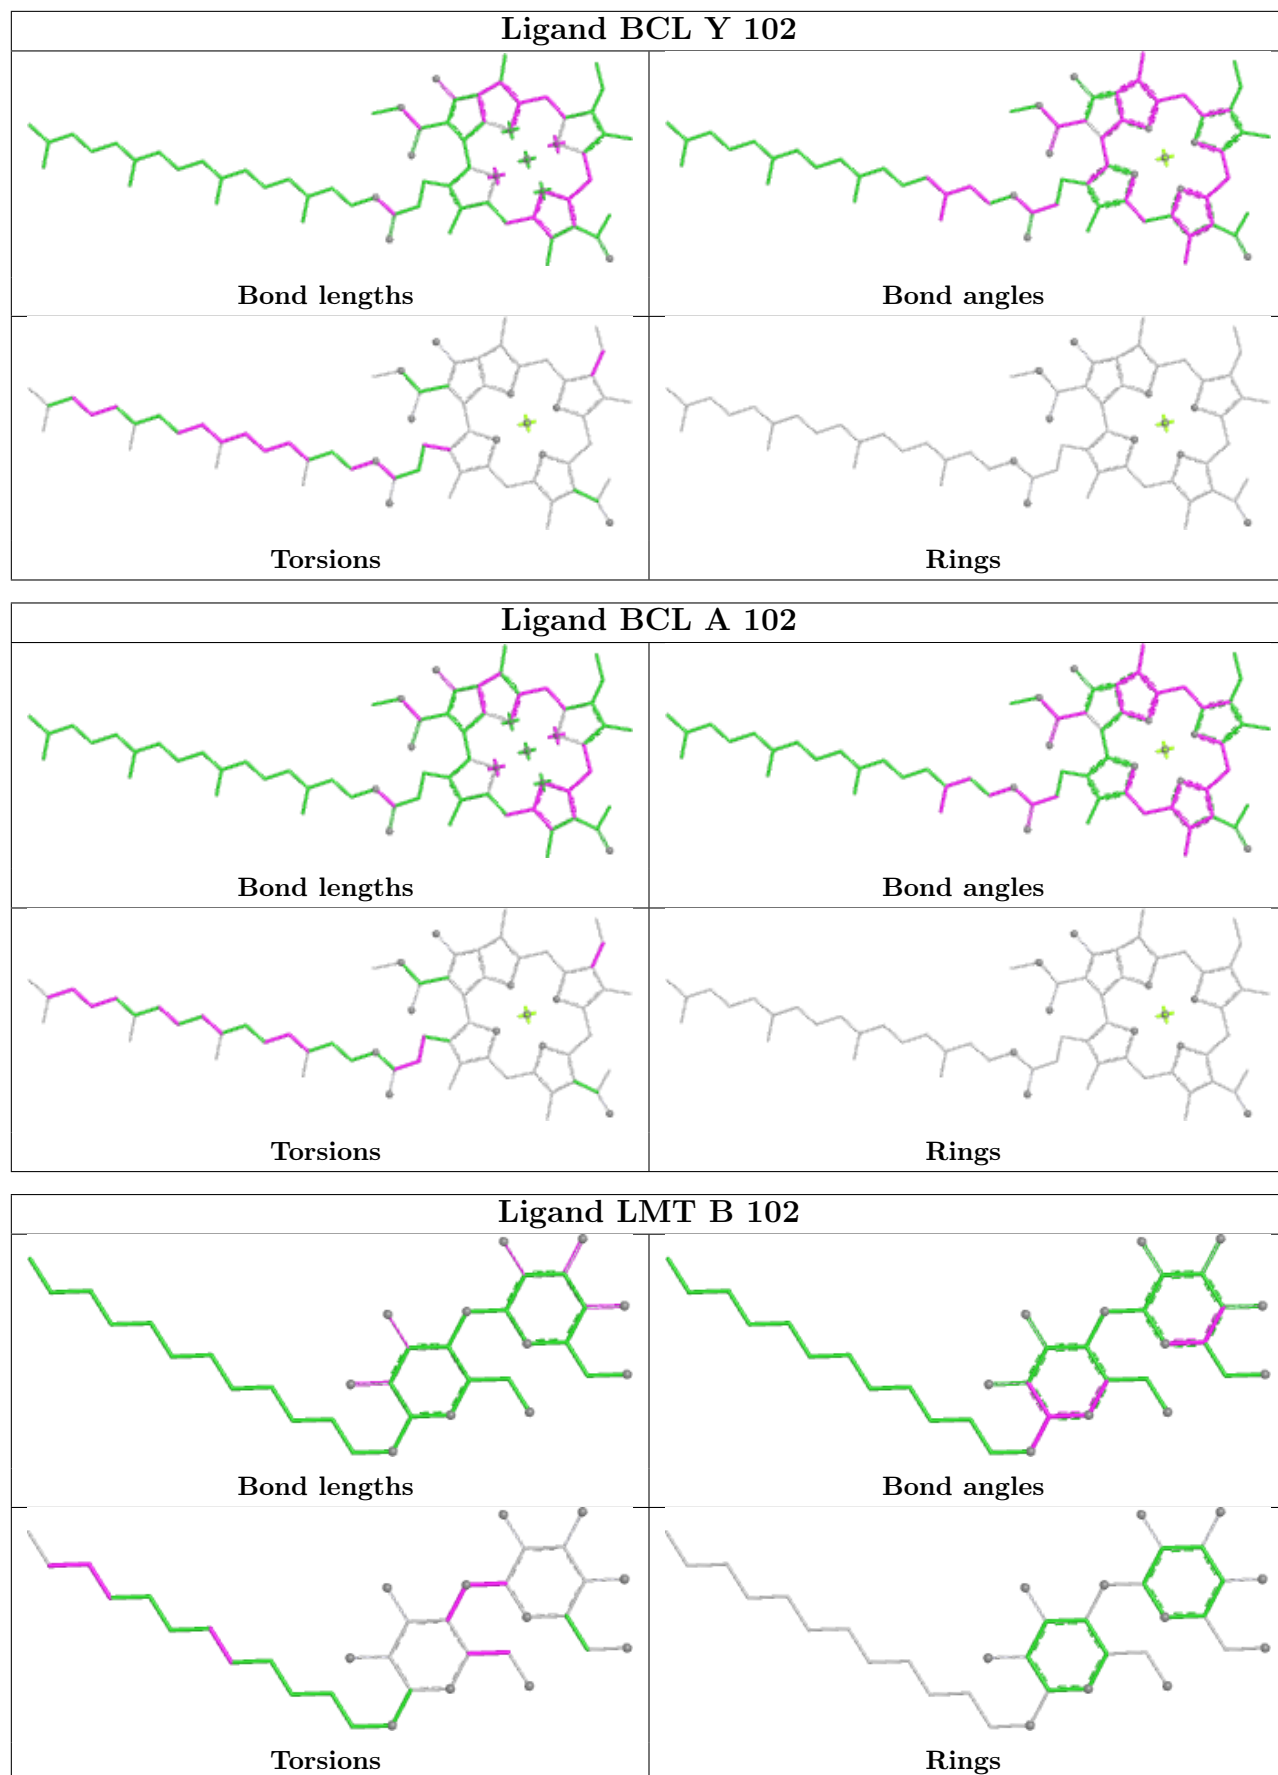 Ligand BCL Y 102
Bond lengths
Bond angles
Torsions
Rings
Ligand BCL A 102
Bond lengths
Bond angles
Torsions
Rings
Ligand LMT B 102
Bond lengths
Bond angles
Torsions
Rings